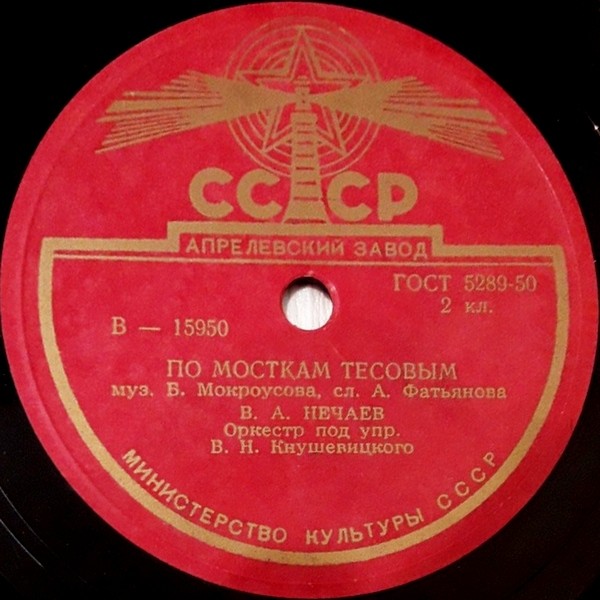 СССР
АПРЕЛЕВСКИЙ ЗАВОД
ГОСТ 5289-50
2 кл.
В — 15950
ПО МОСТКАМ ТЕСОВЫМ
муз. Б. Мокроусова, сл. А. Фатьянова
В. А. НЕЧАЕВ
Оркестр под упр.
В. Н. Кнушевицкого
МИНИСТЕРСТВО КУЛЬТУРЫ СССР